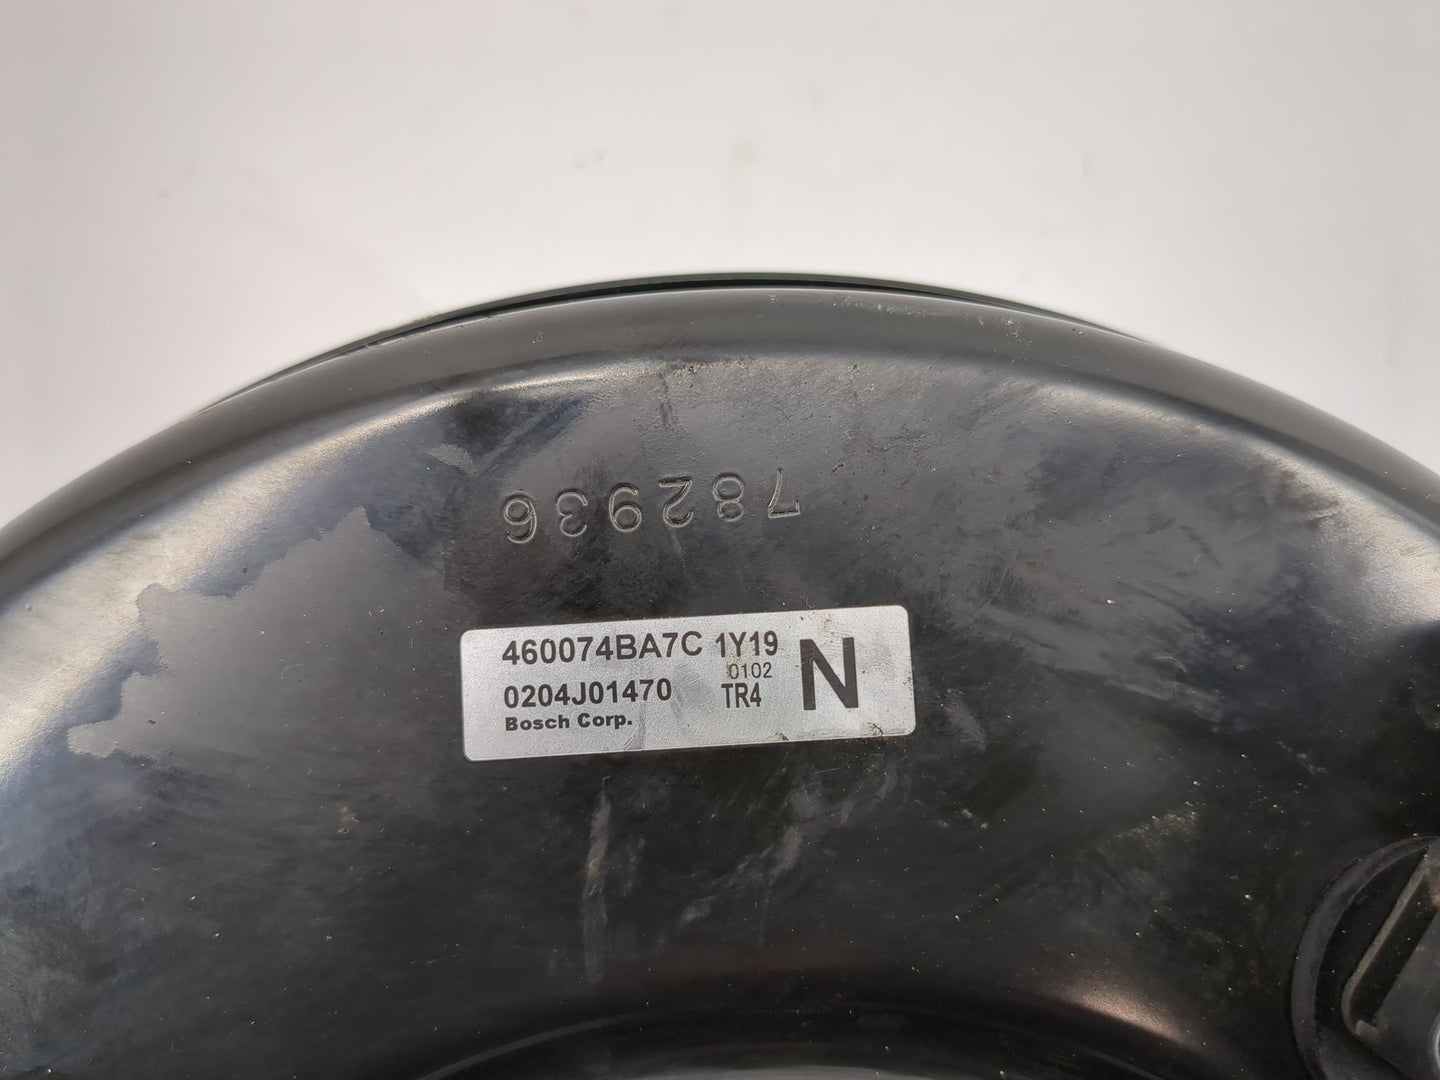 782936
460074BA7C 1Y19
0102
0204J01470 TR4
N
Bosch Corp.